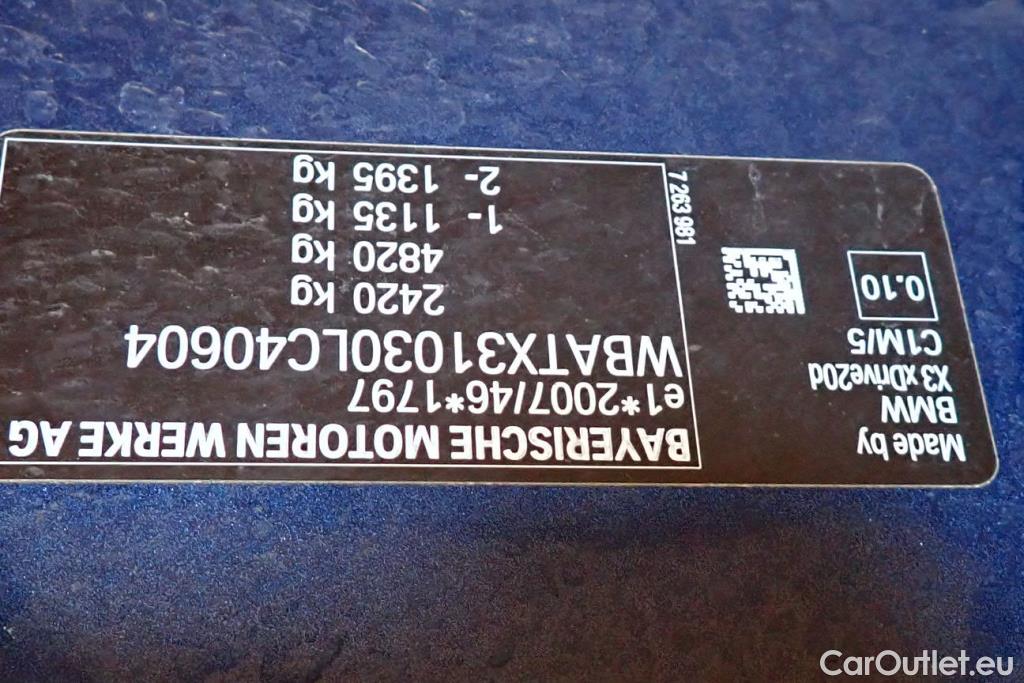 BAYERISCHE MOTOREN WERKE AG
e1*2007/46*1797
WBATX31030LC40604
2420 kg
4820 kg
1- 1135 kg
2- 1395 kg
7 263 981
Made by
BMW
X3 xDrive20d
C1M/5
0.10
CarOutlet.eu